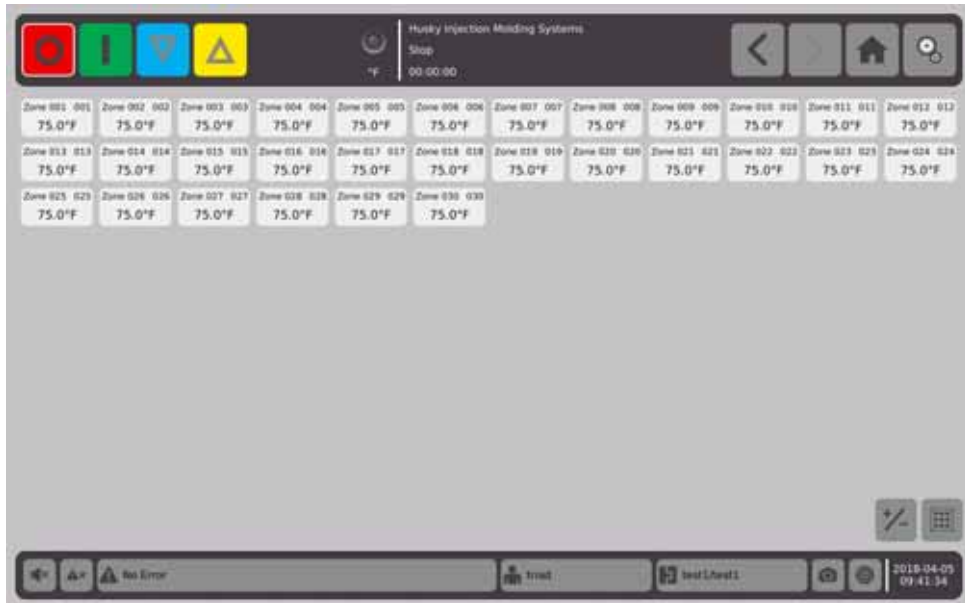 Husky Injection Molding Systems
Stop
°F 00:00:00
Zone 001 001 Zone 002 002 Zone 003 003 Zone 004 004 Zone 005 005 Zone 006 006 Zone 007 007 Zone 008 008 Zone 009 009 Zone 010 010 Zone 011 011 Zone 012 012
75.0°F 75.0°F 75.0°F 75.0°F 75.0°F 75.0°F 75.0°F 75.0°F 75.0°F 75.0°F 75.0°F 75.0°F
Zone 013 013 Zone 014 014 Zone 015 015 Zone 016 016 Zone 017 017 Zone 018 018 Zone 019 019 Zone 020 020 Zone 021 021 Zone 022 022 Zone 023 023 Zone 024 024
75.0°F 75.0°F 75.0°F 75.0°F 75.0°F 75.0°F 75.0°F 75.0°F 75.0°F 75.0°F 75.0°F 75.0°F
Zone 025 025 Zone 026 026 Zone 027 027 Zone 028 028 Zone 029 029 Zone 030 030
75.0°F 75.0°F 75.0°F 75.0°F 75.0°F 75.0°F
+/-
No Error triad test1/test1 2018-04-05
09:41:34